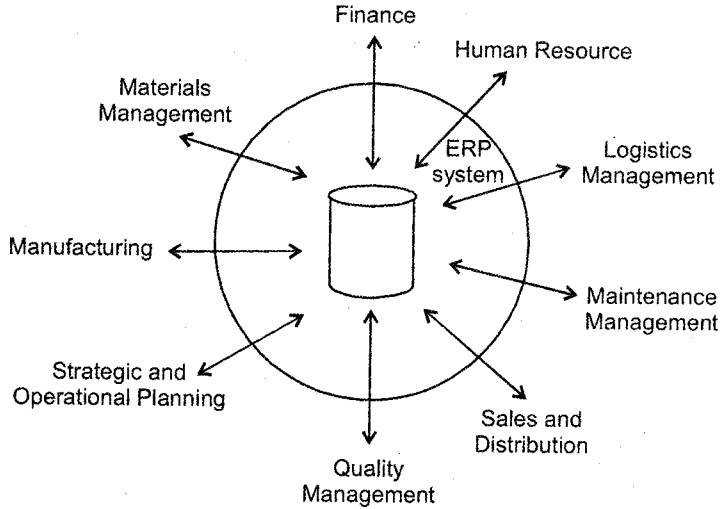 Finance
Human Resource
Materials
Management
ERP
system
Logistics
Management
Manufacturing
Maintenance
Management
Strategic and
Operational Planning
Sales and
Distribution
Quality
Management